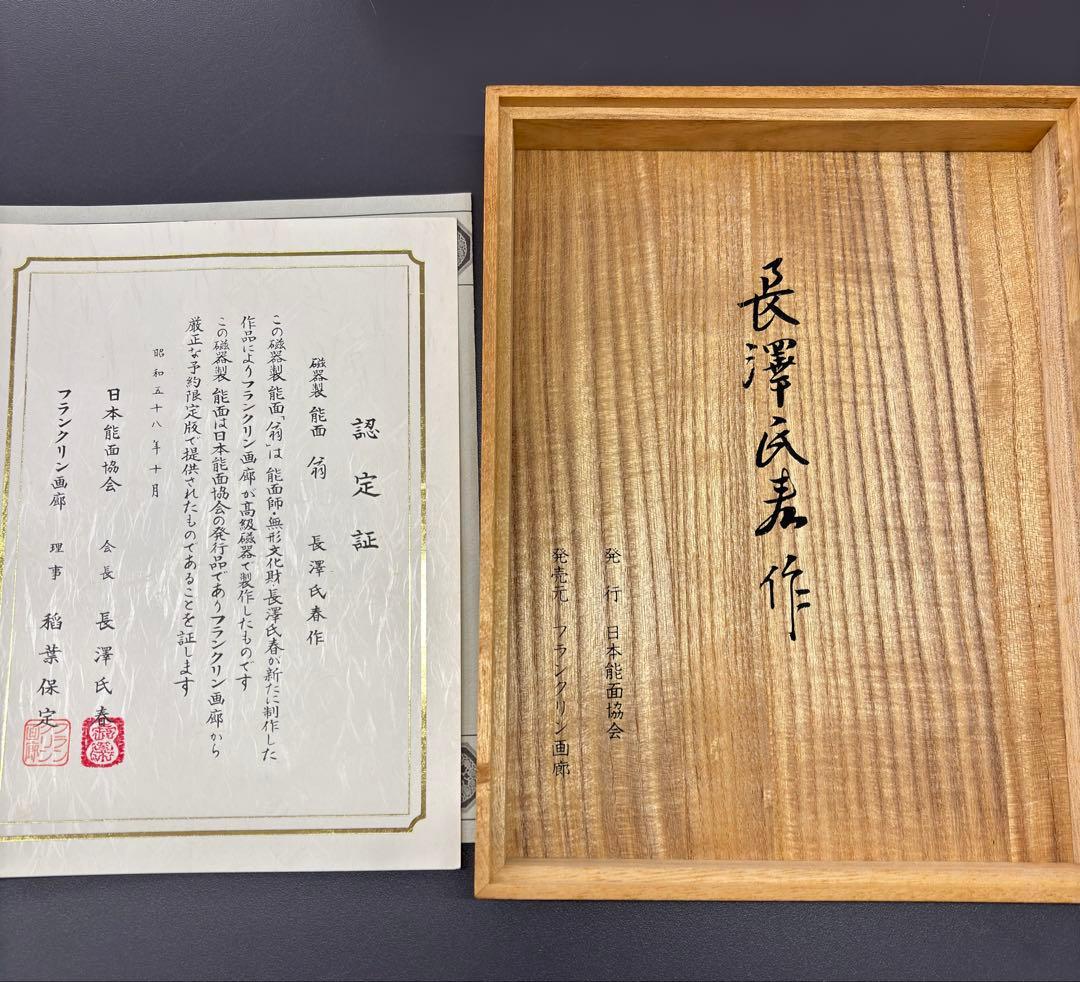 長澤氏春作
発行 日本能面協会
発売元 フランクリン画廊
認定証
磁器製 能面 翁 長澤氏春作
この磁器製 能面「翁」は 能面師・無形文化財・長澤氏春が新たに制作した
作品によりフランクリン画廊が高級磁器で製作したものです
この磁器製 能面は日本能面協会の発行品でありフランクリン画廊から
厳正な予約限定版で提供されたものであることを証します
昭和五十八年十月
日本能面協会 会長 長澤氏春
フランクリン画廊 理事 稲葉保定
フランクリン画廊